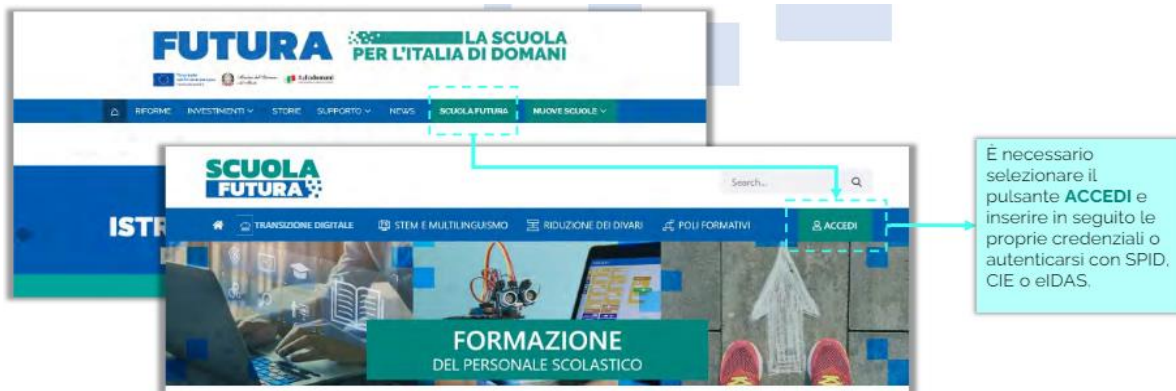 FUTURA
LA SCUOLA
PER L'ITALIA DI DOMANI
Italiadomani
RIFORME INVESTIMENTI STORIE SUPPORTO NEWS SCUOLA FUTURA NUOVE SCUOLE
SCUOLA
FUTURA
Search...
ISTR
TRANSIZIONE DIGITALE STEM E MULTILINGUISMO RIDUZIONE DEI DIVARI POLI FORMATIVI ACCEDI
FORMAZIONE
DEL PERSONALE SCOLASTICO
È necessario
selezionare il
pulsante ACCEDI e
inserire in seguito le
proprie credenziali o
autenticarsi con SPID,
CIE o eIDAS.